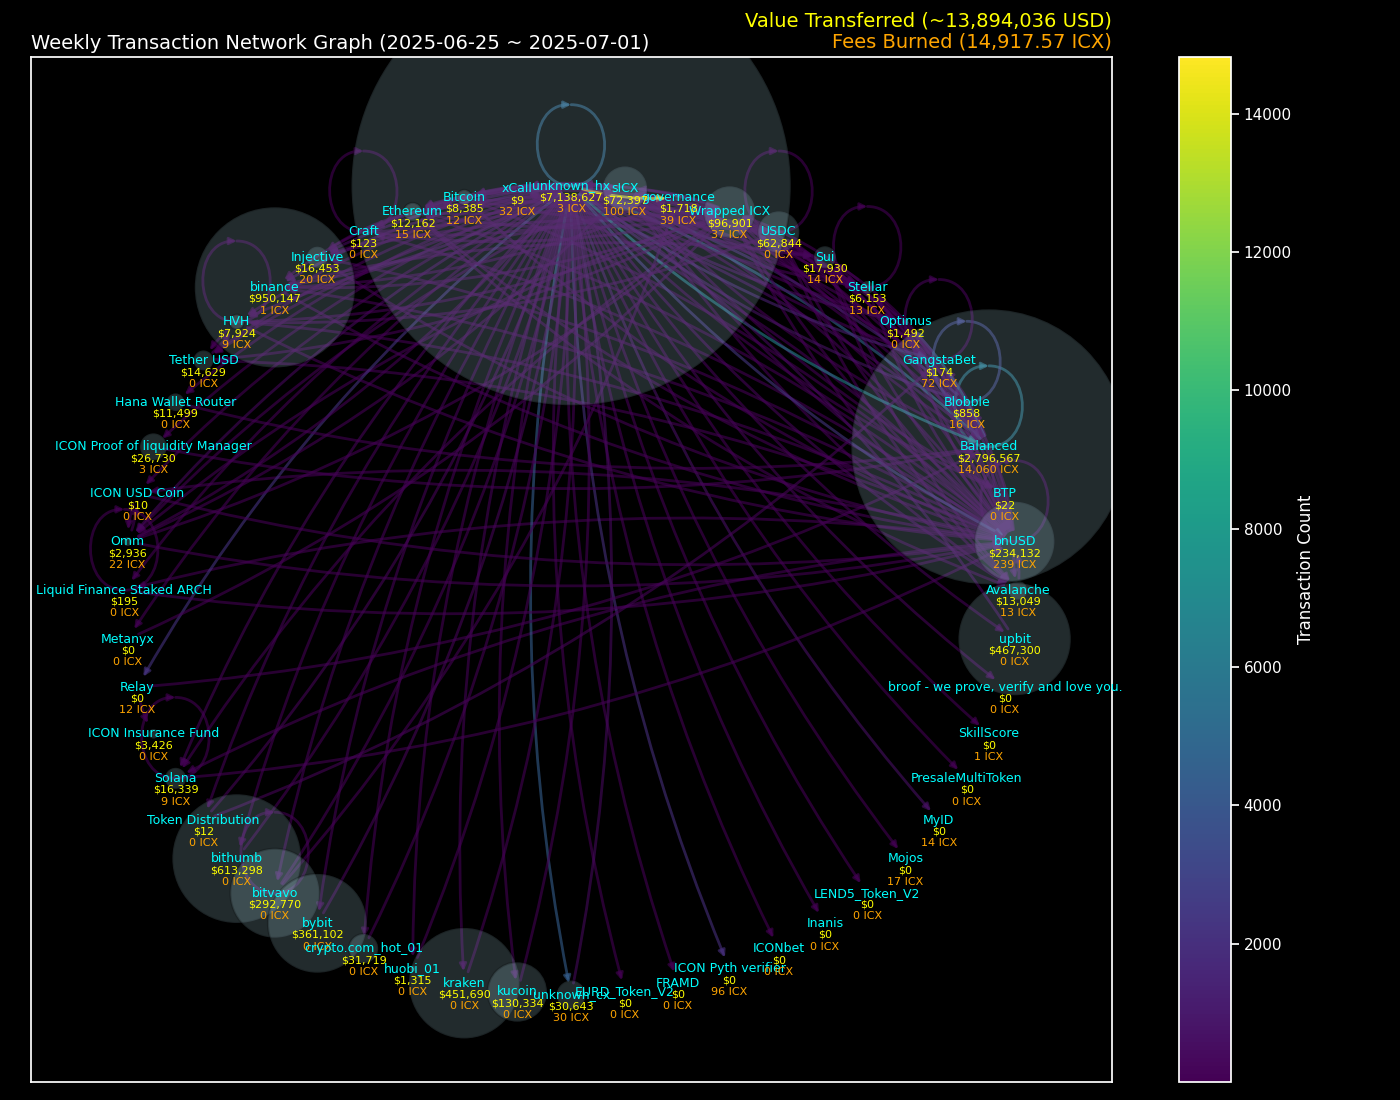 Value Transferred (~13,894,036 USD)
Weekly Transaction Network Graph (2025-06-25 ~ 2025-07-01)
Fees Burned (14,917.57 ICX)
unknown_hx
$7,138,627
3 ICX
xCall
$9
32 ICX
Bitcoin
$8,385
12 ICX
Ethereum
$12,162
15 ICX
Craft
$123
0 ICX
Injective
$16,453
20 ICX
binance
$950,147
1 ICX
HVH
$7,924
9 ICX
Tether USD
$14,629
0 ICX
Hana Wallet Router
$11,499
0 ICX
ICON Proof of liquidity Manager
$26,730
3 ICX
ICON USD Coin
$10
0 ICX
Omm
$2,936
22 ICX
Liquid Finance Staked ARCH
$195
0 ICX
Metanyx
$0
0 ICX
Relay
$0
12 ICX
ICON Insurance Fund
$3,426
0 ICX
Solana
$16,339
9 ICX
Token Distribution
$12
0 ICX
bithumb
$613,298
0 ICX
bitvavo
$292,770
0 ICX
bybit
$361,102
0 ICX
crypto.com_hot_01
$31,719
0 ICX
huobi_01
$1,315
0 ICX
kraken
$451,690
0 ICX
kucoin
$130,334
0 ICX
unknown_cx
$30,643
30 ICX
EURD_Token_V2
$0
0 ICX
FRAMD
$0
0 ICX
ICON Pyth verifier
$0
96 ICX
ICONbet
$0
0 ICX
Inanis
$0
0 ICX
LEND5_Token_V2
$0
0 ICX
Mojos
$0
17 ICX
MyID
$0
14 ICX
PresaleMultiToken
$0
0 ICX
SkillScore
$0
1 ICX
broof - we prove, verify and love you.
$0
0 ICX
upbit
$467,300
0 ICX
Avalanche
$13,049
13 ICX
bnUSD
$234,132
239 ICX
BTP
$22
0 ICX
Balanced
$2,796,567
14,060 ICX
Blobble
$858
16 ICX
GangstaBet
$174
72 ICX
Optimus
$1,492
0 ICX
Stellar
$6,153
13 ICX
Sui
$17,930
14 ICX
USDC
$62,844
0 ICX
Wrapped ICX
$96,901
37 ICX
governance
$1,718
39 ICX
sICX
$72,397
100 ICX
14000
12000
10000
8000
6000
4000
2000
Transaction Count